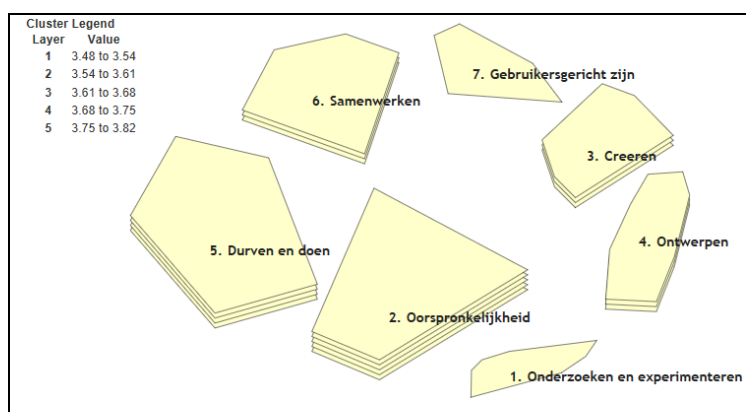 Cluster Legend
Layer Value
1 3.48 to 3.54
2 3.54 to 3.61
3 3.61 to 3.68
4 3.68 to 3.75
5 3.75 to 3.82
7. Gebruikersgericht zijn
6. Samenwerken
3. Creeren
4. Ontwerpen
5. Durven en doen
2. Oorspronkelijkheid
1. Onderzoeken en experimenteren